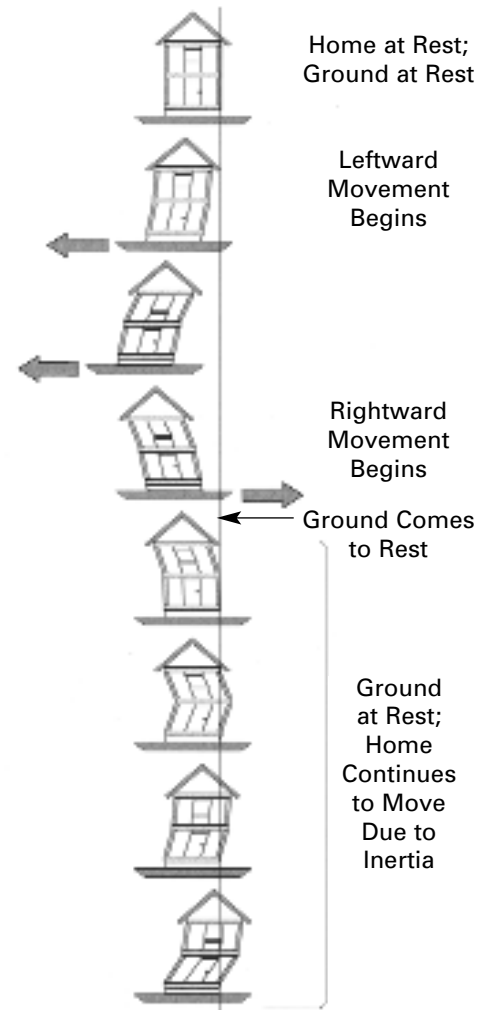 Home at Rest;
Ground at Rest
Leftward
Movement
Begins
Rightward
Movement
Begins
Ground Comes
to Rest
Ground
at Rest;
Home
Continues
to Move
Due to
Inertia